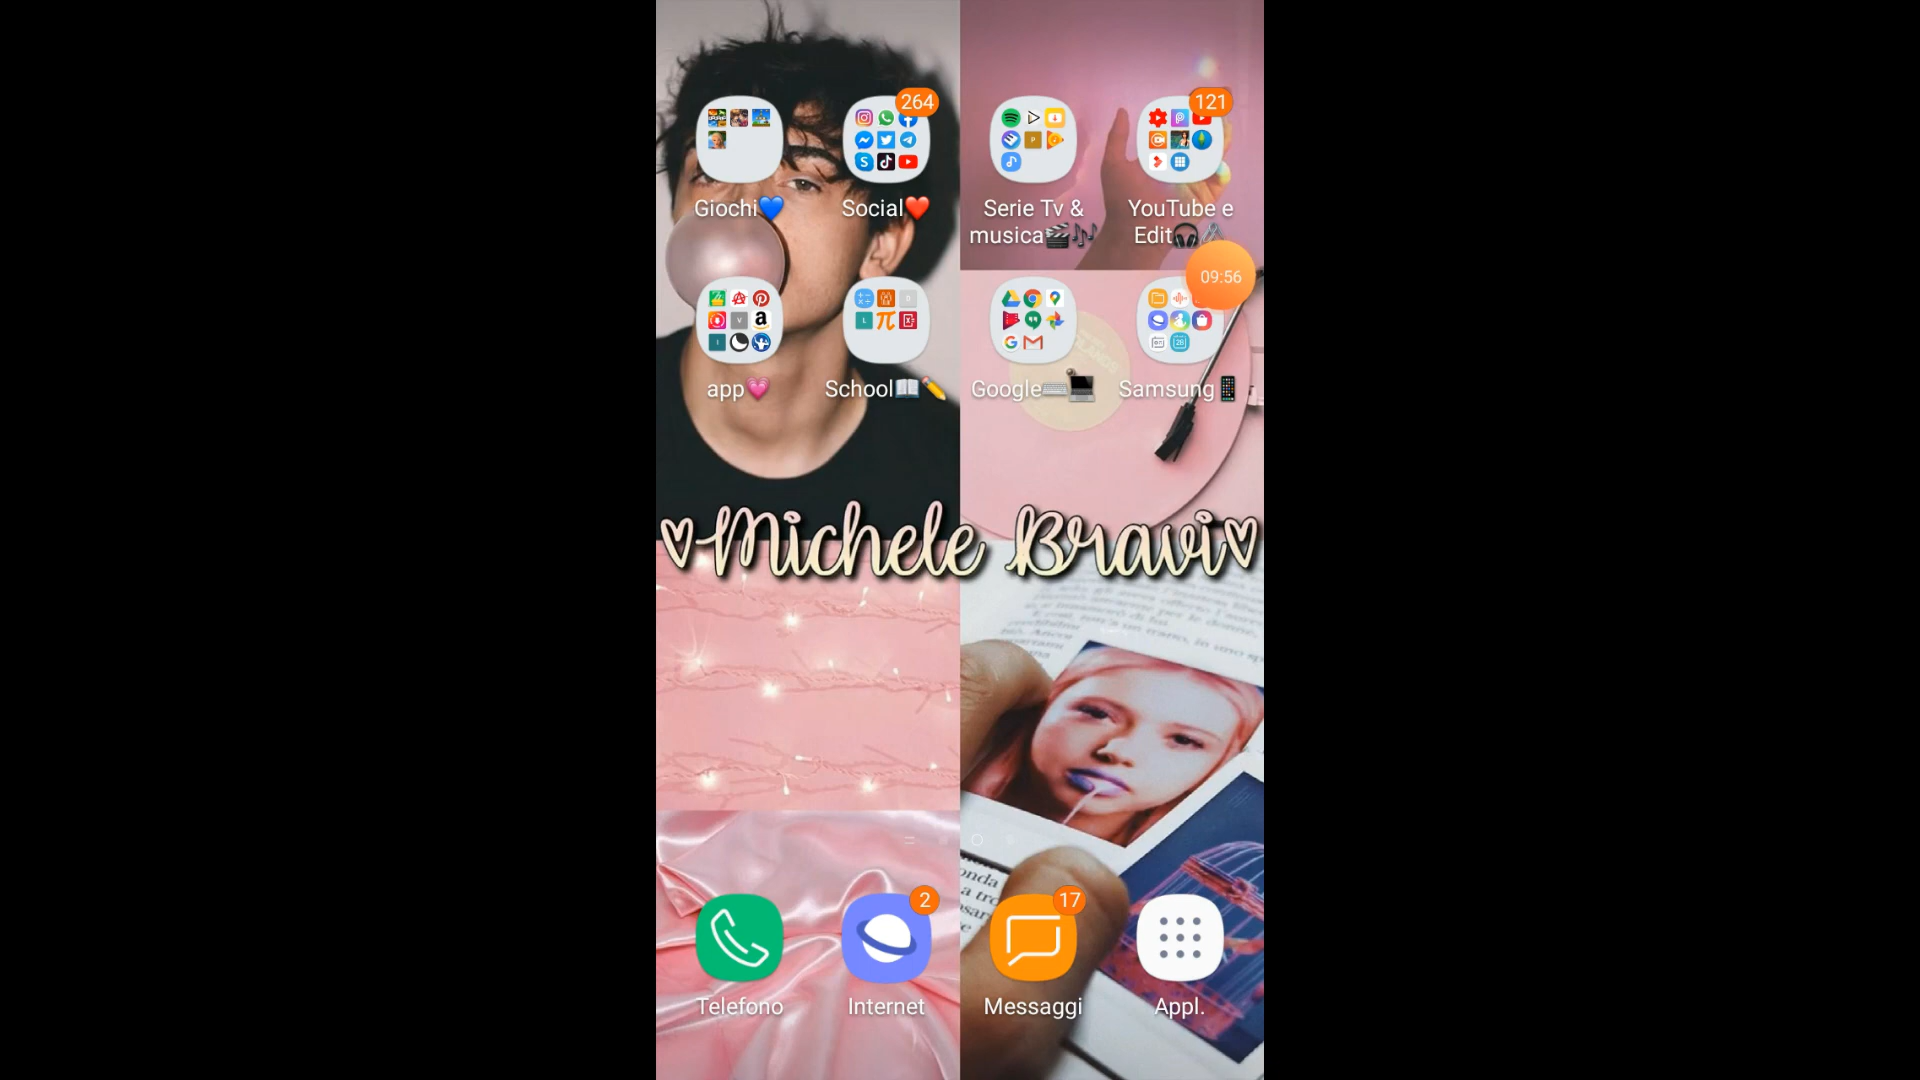 264
121
Giochi💙
Social❤️
Serie Tv &
musica🎬🎶
YouTube e
Edit🎧🖇️
09:56
app💗
School📖✏️
Google⌨️💻
Samsung📱
♡Michele Bravi♡
2
17
Telefono
Internet
Messaggi
Appl.